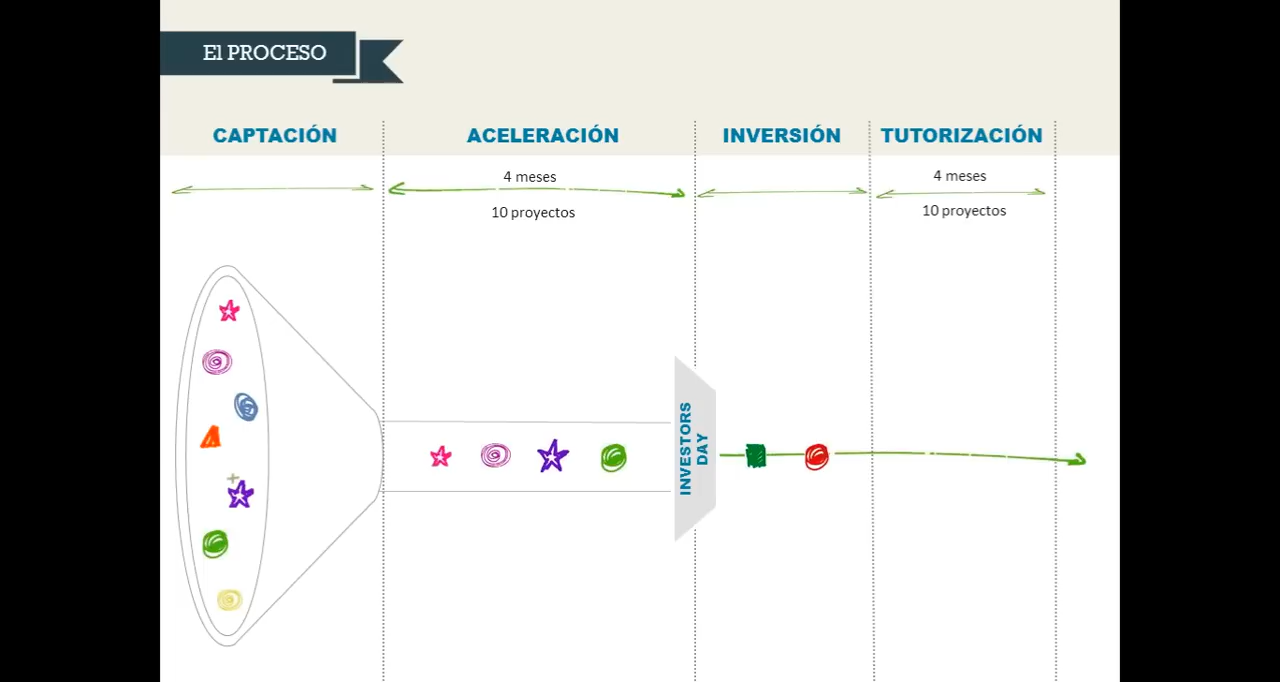 El PROCESO
CAPTACIÓN
ACELERACIÓN
INVERSIÓN
TUTORIZACIÓN
4 meses
10 proyectos
4 meses
10 proyectos
INVESTORS
DAY